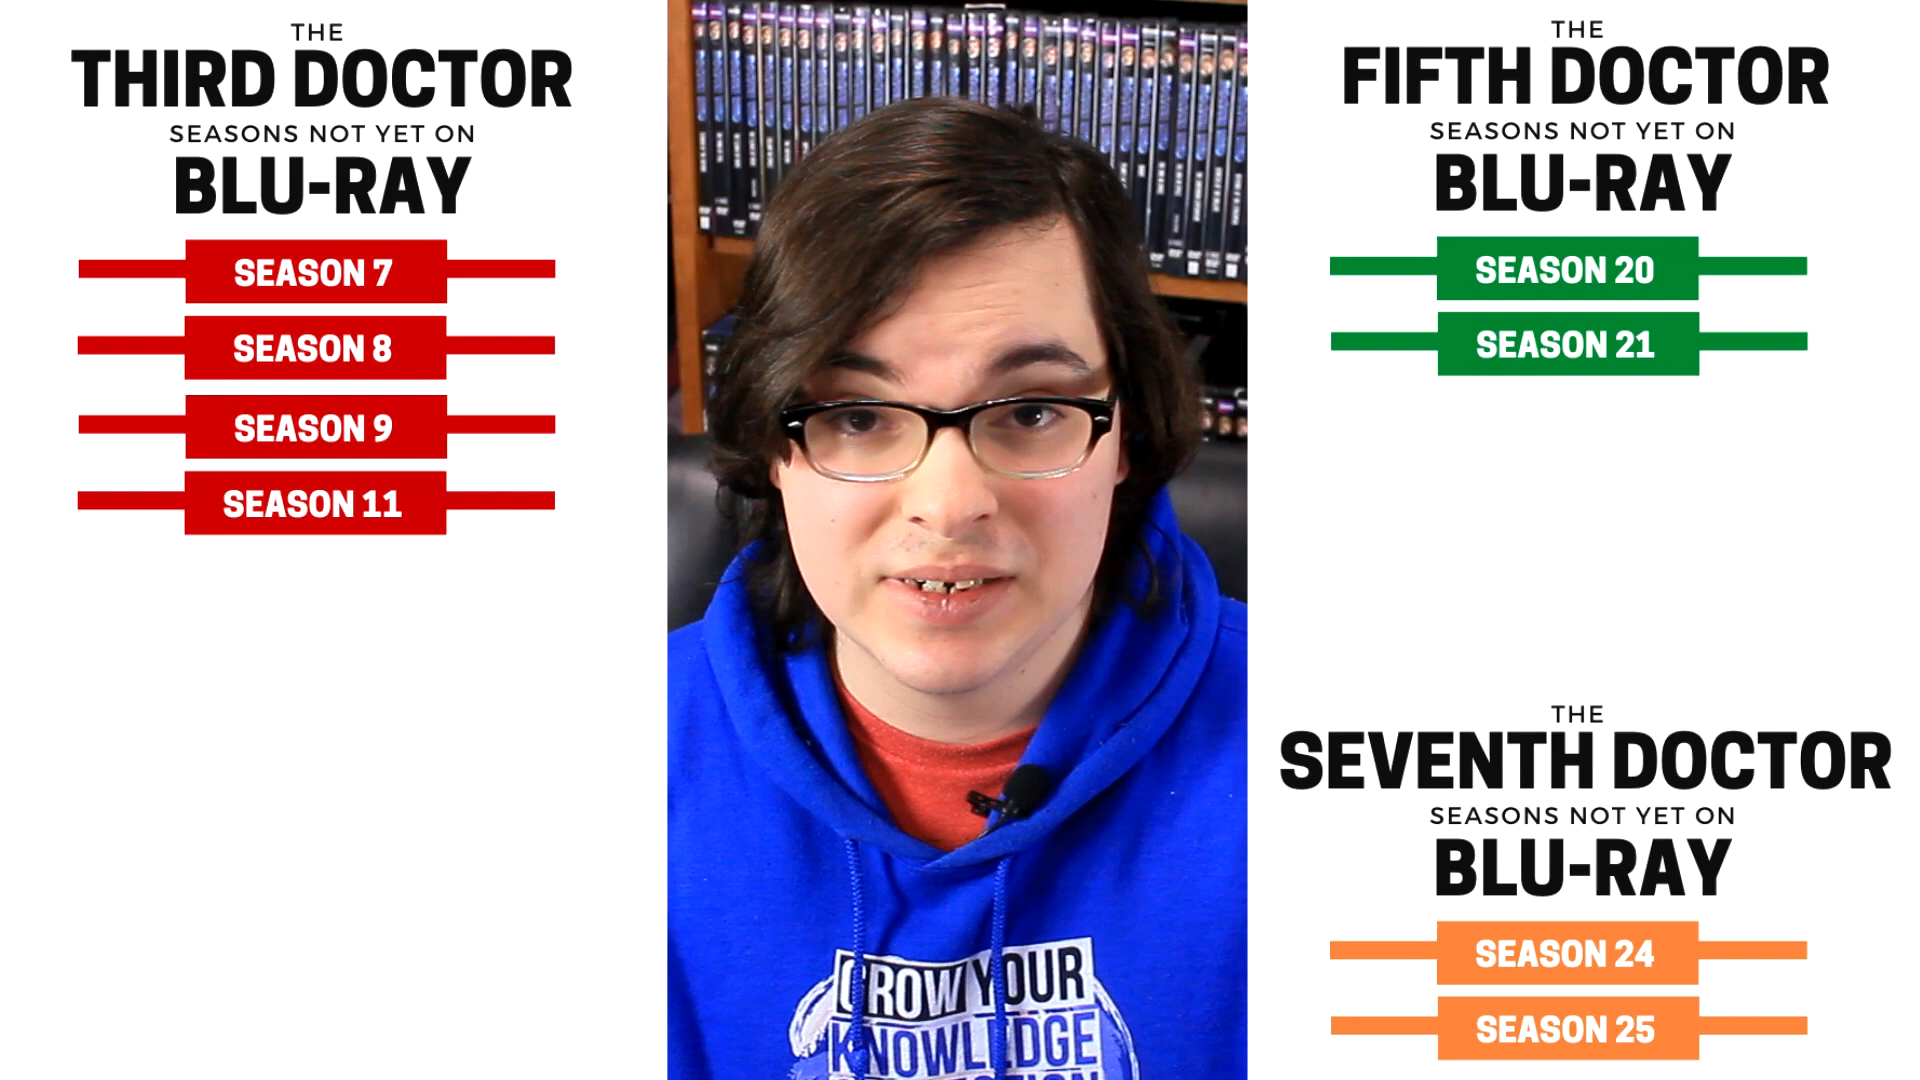 THE
THIRD DOCTOR
SEASONS NOT YET ON
BLU-RAY
SEASON 7
SEASON 8
SEASON 9
SEASON 11
GROW YOUR
KNOWLEDGE
THE
FIFTH DOCTOR
SEASONS NOT YET ON
BLU-RAY
SEASON 20
SEASON 21
THE
SEVENTH DOCTOR
SEASONS NOT YET ON
BLU-RAY
SEASON 24
SEASON 25